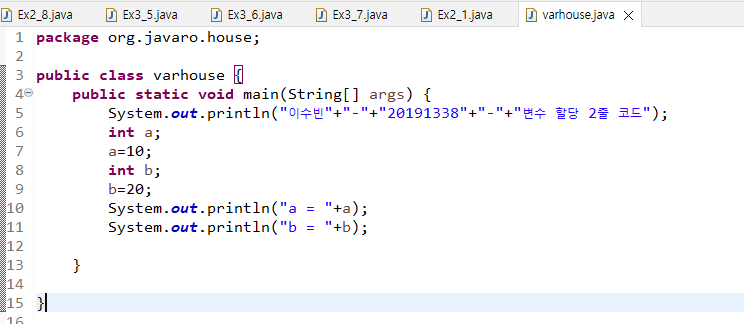 Ex2_8.java Ex3_5.java Ex3_6.java Ex3_7.java Ex2_1.java varhouse.java
1 package org.javaro.house;
2
3 public class varhouse {
4 public static void main(String[] args) {
5 System.out.println("이수빈"+"-"+"20191338"+"-"+"변수 할당 2줄 코드");
6 int a;
7 a=10;
8 int b;
9 b=20;
10 System.out.println("a = "+a);
11 System.out.println("b = "+b);
12
13 }
14
15 }
16